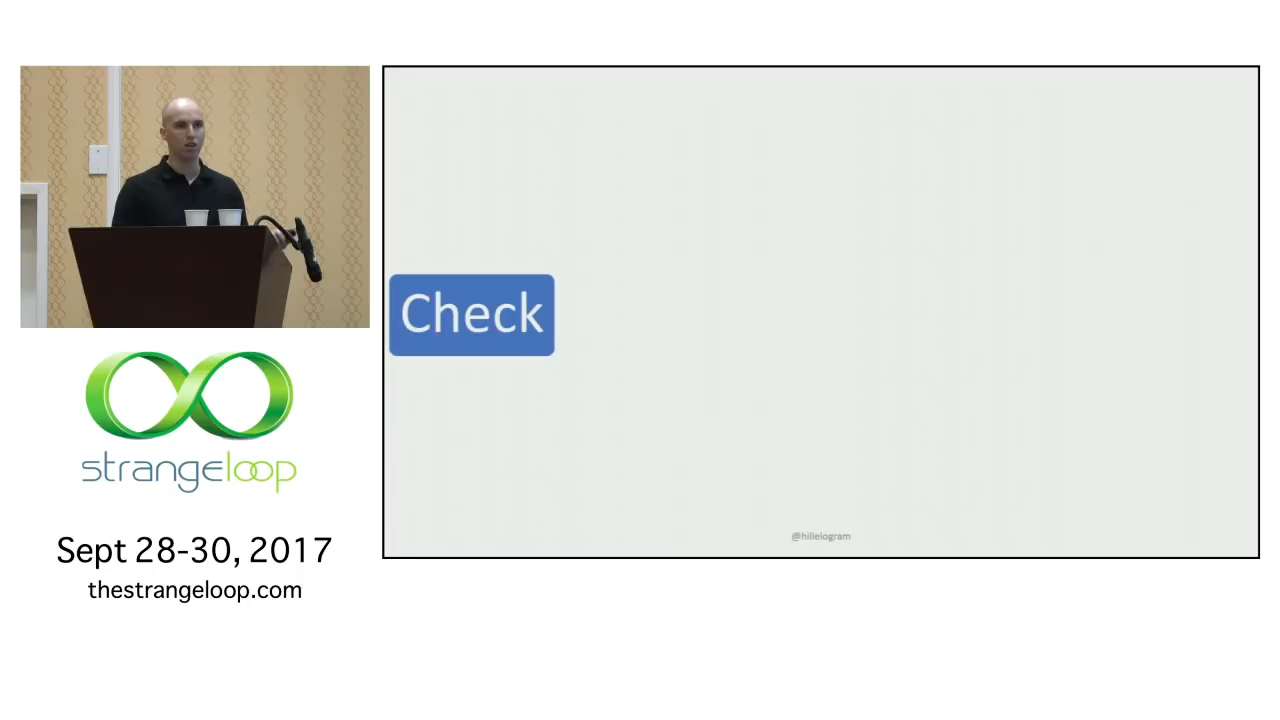 strangeloop
Sept 28-30, 2017
thestrangeloop.com
Check
@hillelogram